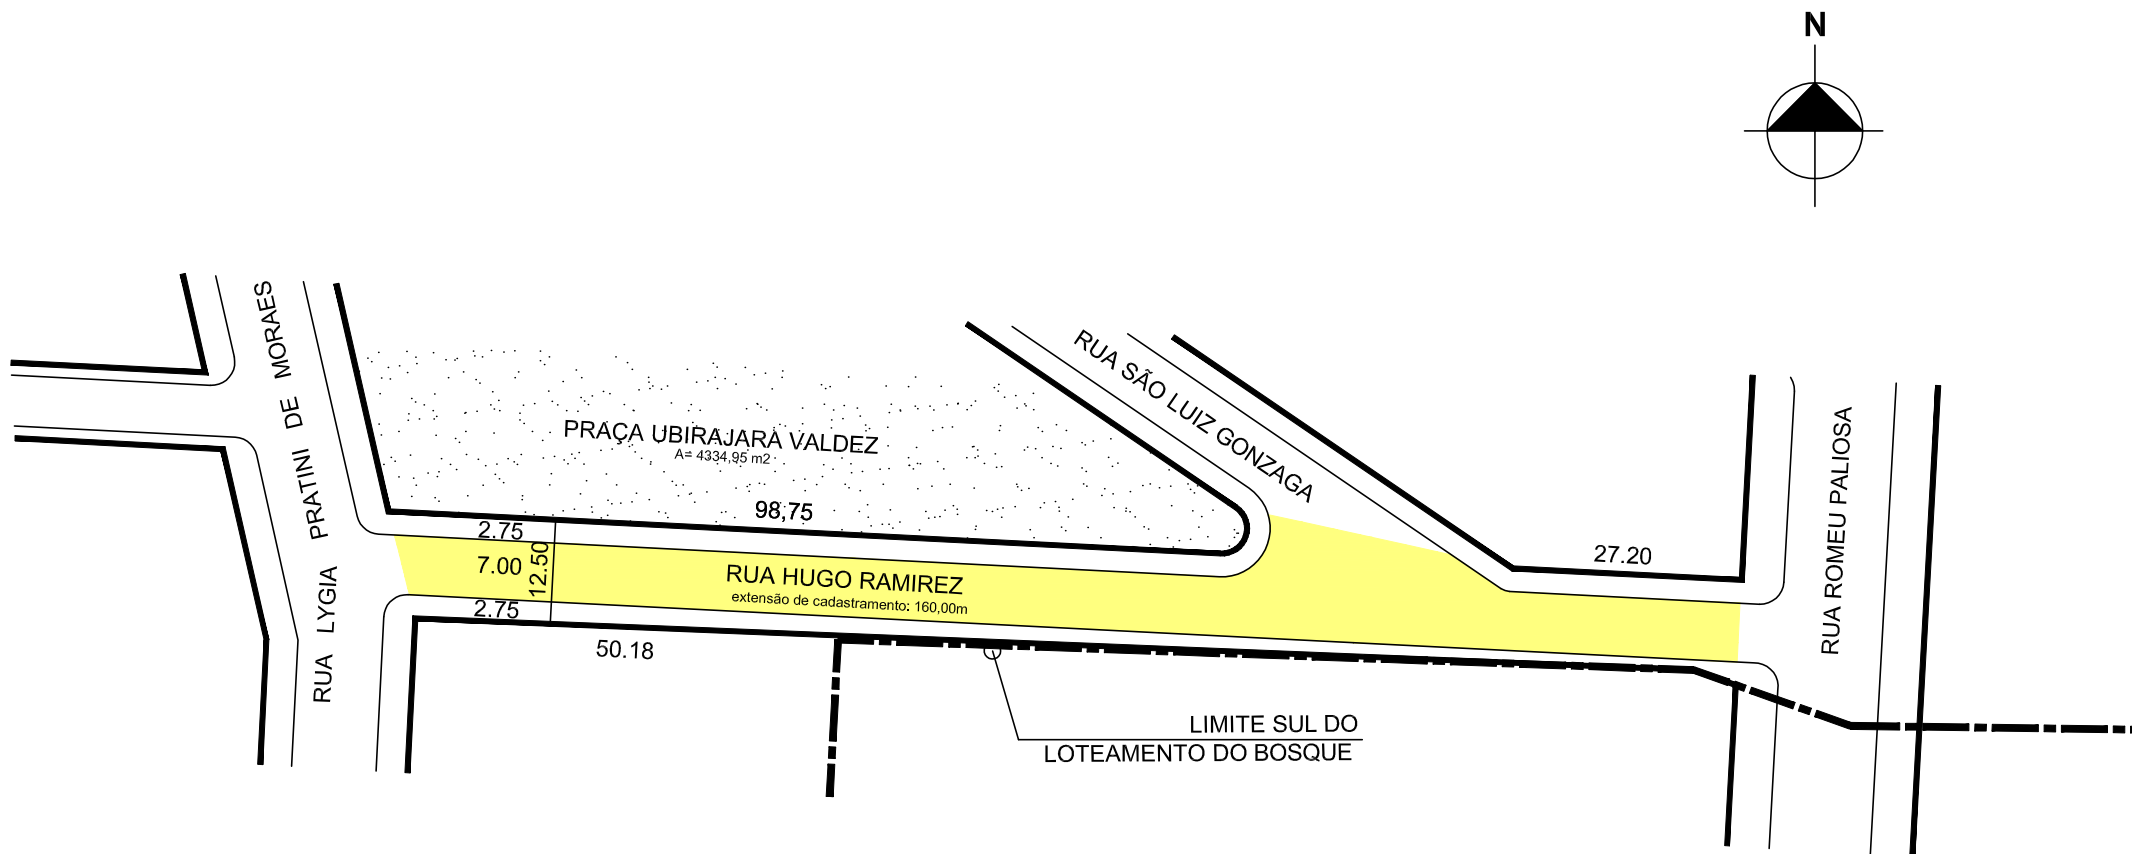 N
RUA LYGIA PRATINI DE MORAES
RUA SÃO LUIZ GONZAGA
PRAÇA UBIRAJARA VALDEZ
A= 4334,95 m2
98,75
2.75
7.00
12.50
2.75
RUA HUGO RAMIREZ
extensão de cadastramento: 160,00m
27.20
RUA ROMEU PALIOSA
50.18
LIMITE SUL DO
LOTEAMENTO DO BOSQUE